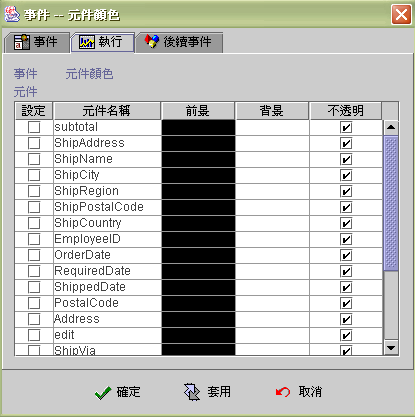 事件 -- 元件顏色
事件 執行 後續事件
事件 元件顏色
元件
設定 元件名稱 前景 背景 不透明
subtotal
ShipAddress
ShipName
ShipCity
ShipRegion
ShipPostalCode
ShipCountry
EmployeeID
OrderDate
RequiredDate
ShippedDate
PostalCode
Address
edit
ShipVia
確定 套用 取消